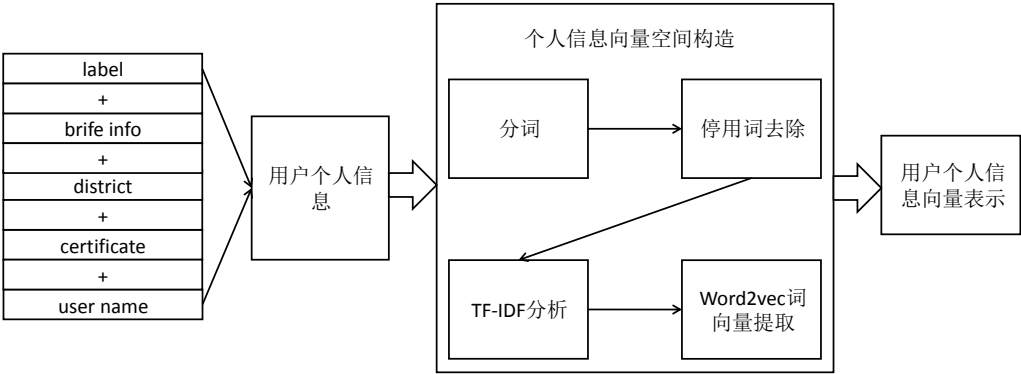 label
+
brife info
+
district
+
certificate
+
user name
用户个人信
息
个人信息向量空间构造
分词
停用词去除
TF-IDF分析
Word2vec词
向量提取
用户个人信
息向量表示